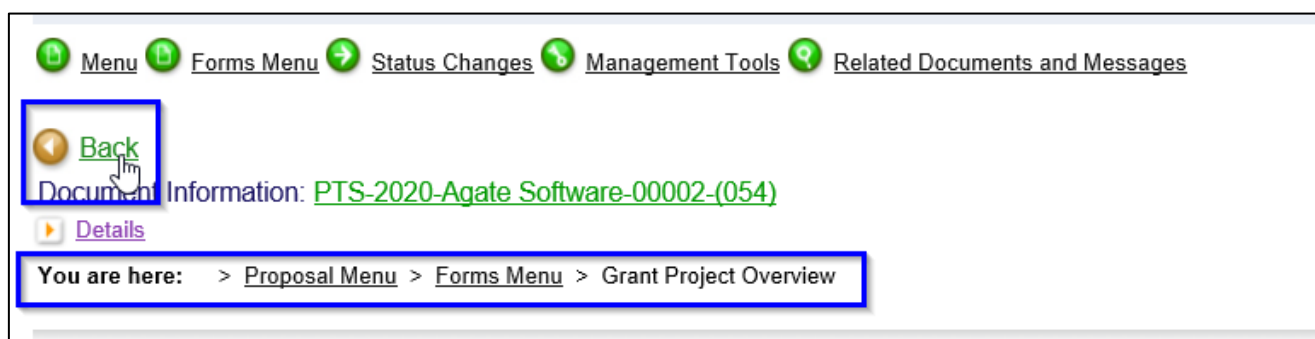 Menu Forms Menu Status Changes Management Tools Related Documents and Messages
Back
Document Information: PTS-2020-Agate Software-00002-(054)
Details
You are here: > Proposal Menu > Forms Menu > Grant Project Overview